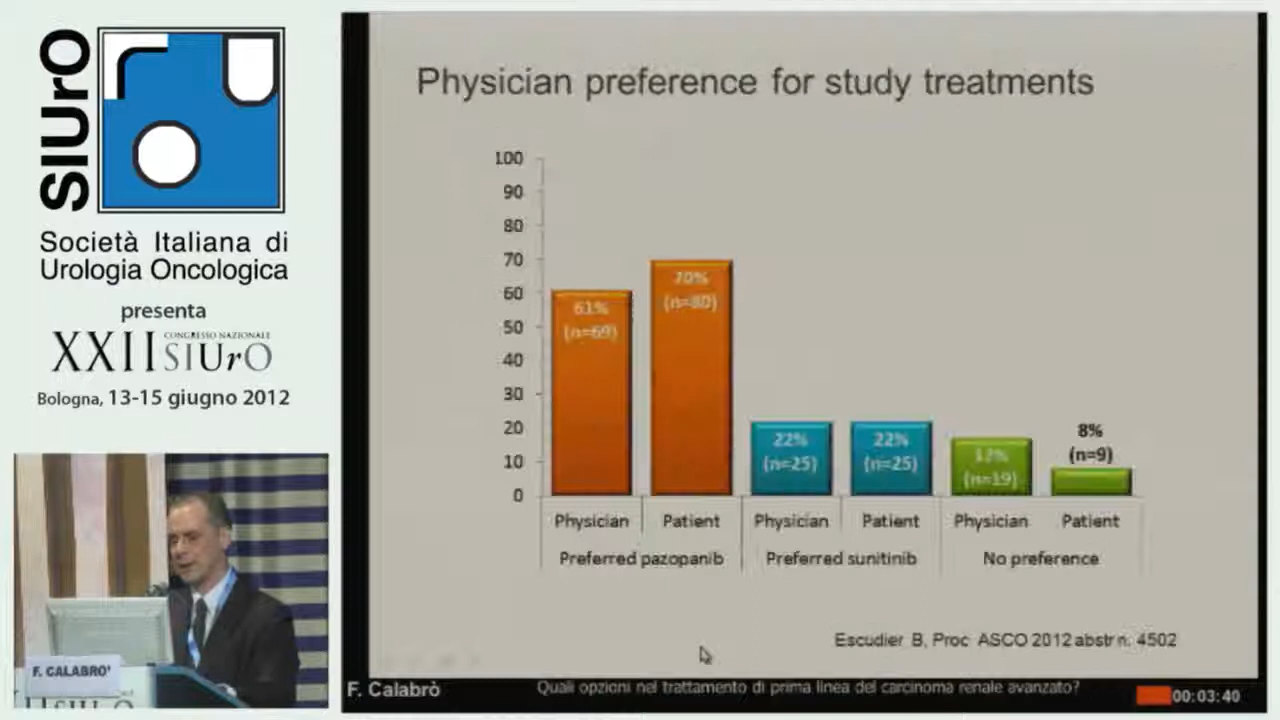 SIUrO
Società Italiana di
Urologia Oncologica
presenta
XXII CONGRESSO NAZIONALE
SIUrO
Bologna, 13-15 giugno 2012
F. CALABRO'
Physician preference for study treatments
100
90
80
70
60
50
40
30
20
10
0
61%
(n=69)
70%
(n=80)
22%
(n=25)
22%
(n=25)
17%
(n=19)
8%
(n=9)
Physician Patient Physician Patient Physician Patient
Preferred pazopanib Preferred sunitinib No preference
Escudier B, Proc ASCO 2012 abstr n. 4502
F. Calabrò
Quali opzioni nel trattamento di prima linea del carcinoma renale avanzato?
00:03:40